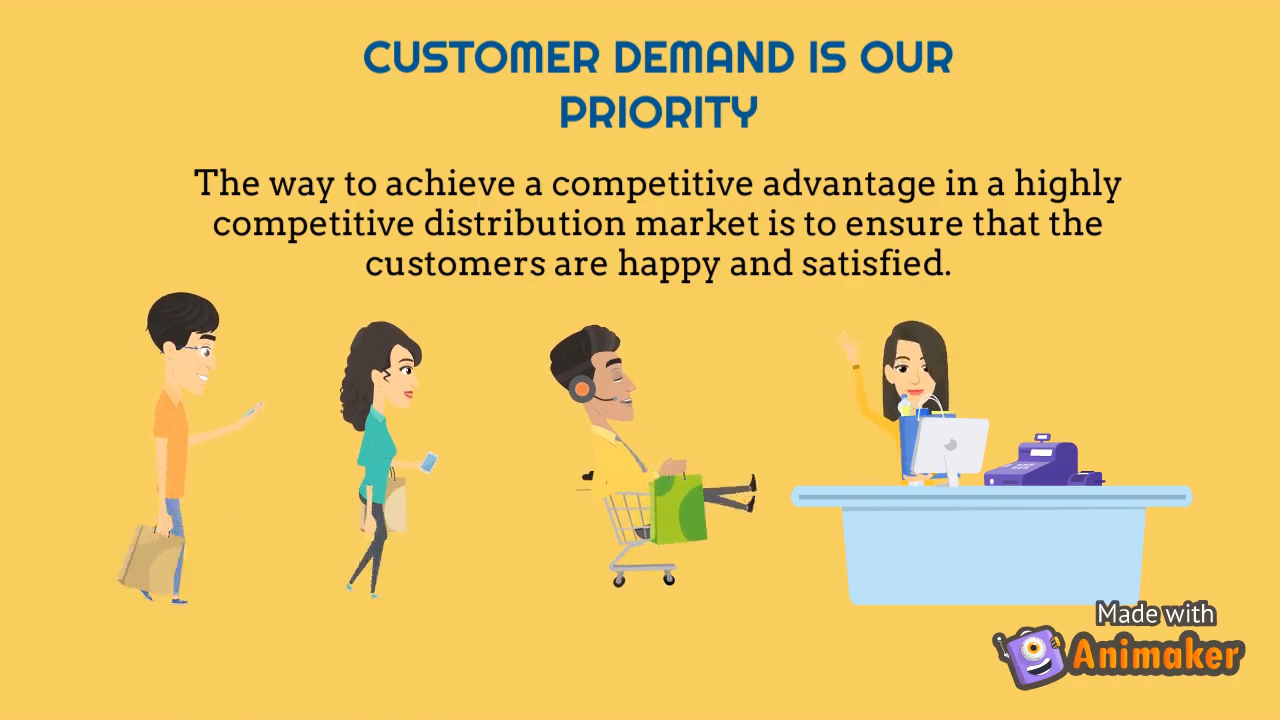 CUSTOMER DEMAND IS OUR
PRIORITY
The way to achieve a competitive advantage in a highly
competitive distribution market is to ensure that the
customers are happy and satisfied.
Made with
Animaker